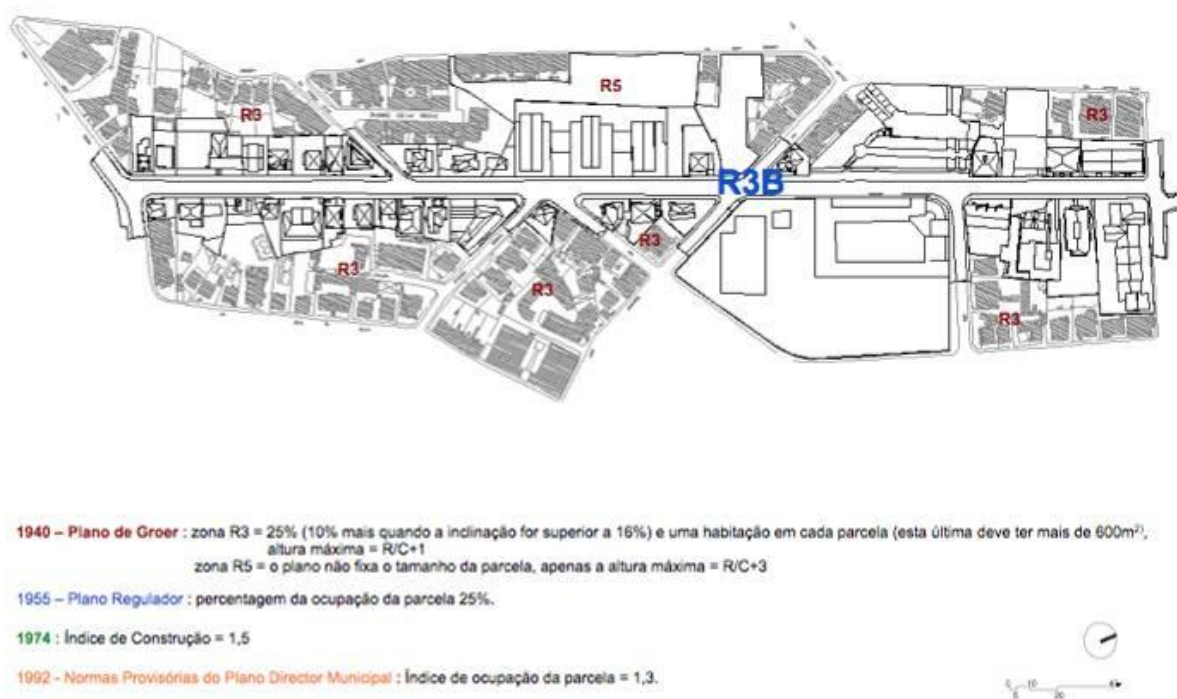 R5
R3
R3
R3B
R3
R3
R3
R3
1940 – Plano de Groer : zona R3 = 25% (10% mais quando a inclinação for superior a 16%) e uma habitação em cada parcela (esta última deve ter mais de 600m²⁾,
altura máxima = R/C+1
zona R5 = o plano não fixa o tamanho da parcela, apenas a altura máxima = R/C+3
1955 – Plano Regulador : percentagem da ocupação da parcela 25%.
1974 : Índice de Construção = 1,5
1992 - Normas Provisórias do Plano Director Municipal : Índice de ocupação da parcela = 1,3.
0 10
5 20